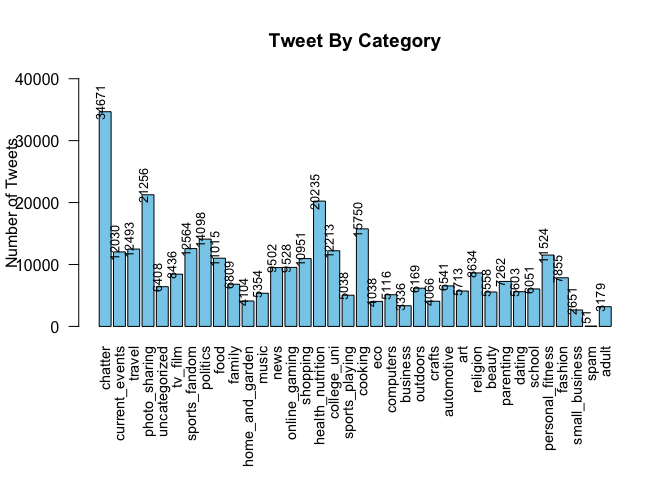 Tweet By Category
Number of Tweets
40000
30000
20000
10000
0
34671
12030
12493
21256
6408
8436
12564
14098
11015
6809
4104
5354
9502
9528
10951
20235
12213
5038
15750
4038
5116
3336
6169
4066
6541
5713
8634
5558
7262
5603
6051
11524
7855
2651
51
3179
chatter
current_events
travel
photo_sharing
uncategorized
tv_film
sports_fandom
politics
food
family
home_and_garden
music
news
online_gaming
shopping
health_nutrition
college_uni
sports_playing
cooking
eco
computers
business
outdoors
crafts
automotive
art
religion
beauty
parenting
dating
school
personal_fitness
fashion
small_business
spam
adult